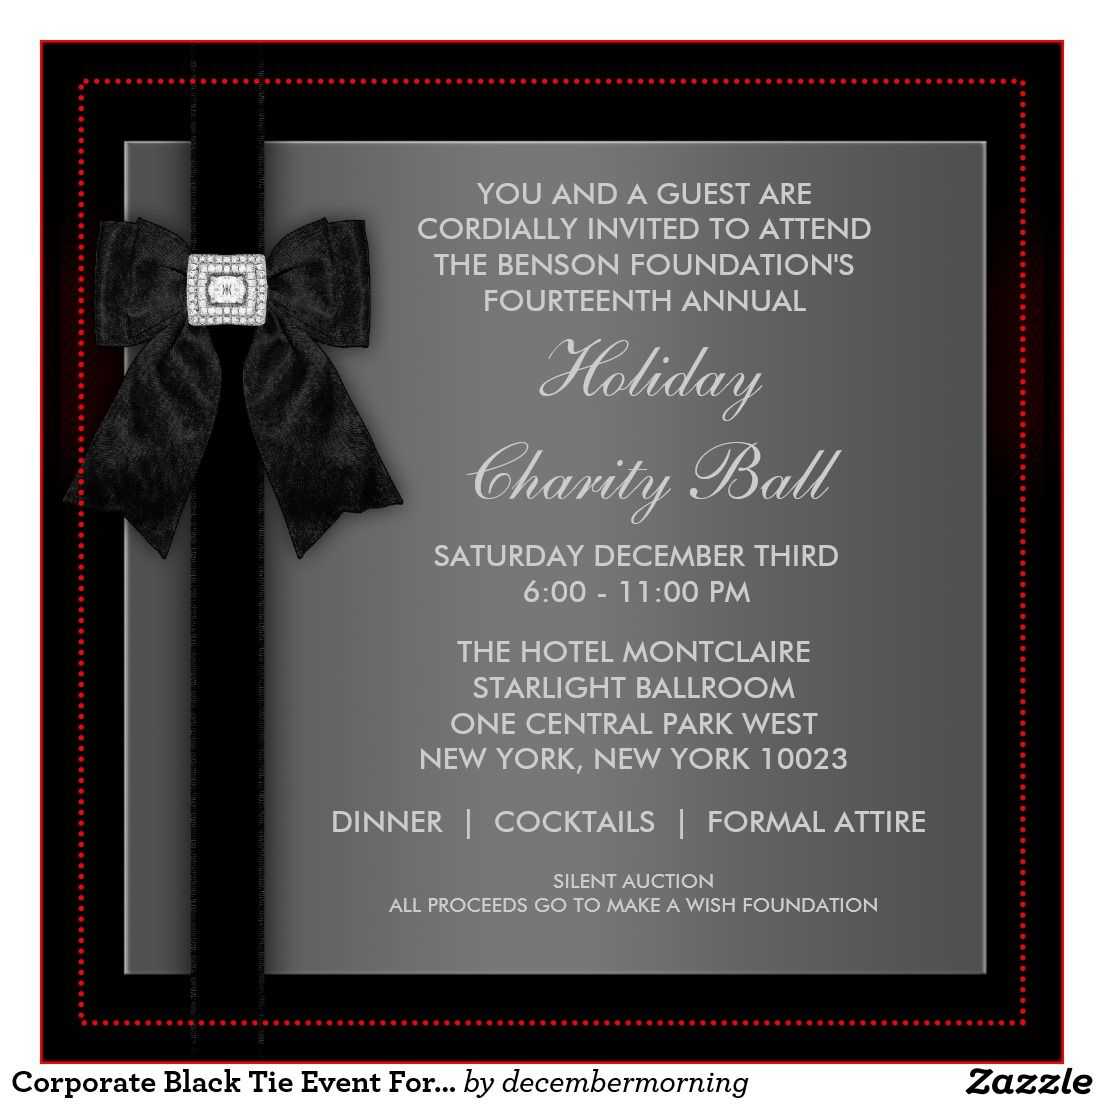 YOU AND A GUEST ARE
CORDIALLY INVITED TO ATTEND
THE BENSON FOUNDATION'S
FOURTEENTH ANNUAL
Holiday
Charity Ball
SATURDAY DECEMBER THIRD
6:00 - 11:00 PM
THE HOTEL MONTCLAIRE
STARLIGHT BALLROOM
ONE CENTRAL PARK WEST
NEW YORK, NEW YORK 10023
DINNER | COCKTAILS | FORMAL ATTIRE
SILENT AUCTION
ALL PROCEEDS GO TO MAKE A WISH FOUNDATION
Corporate Black Tie Event For... by decembermorning Zazzle